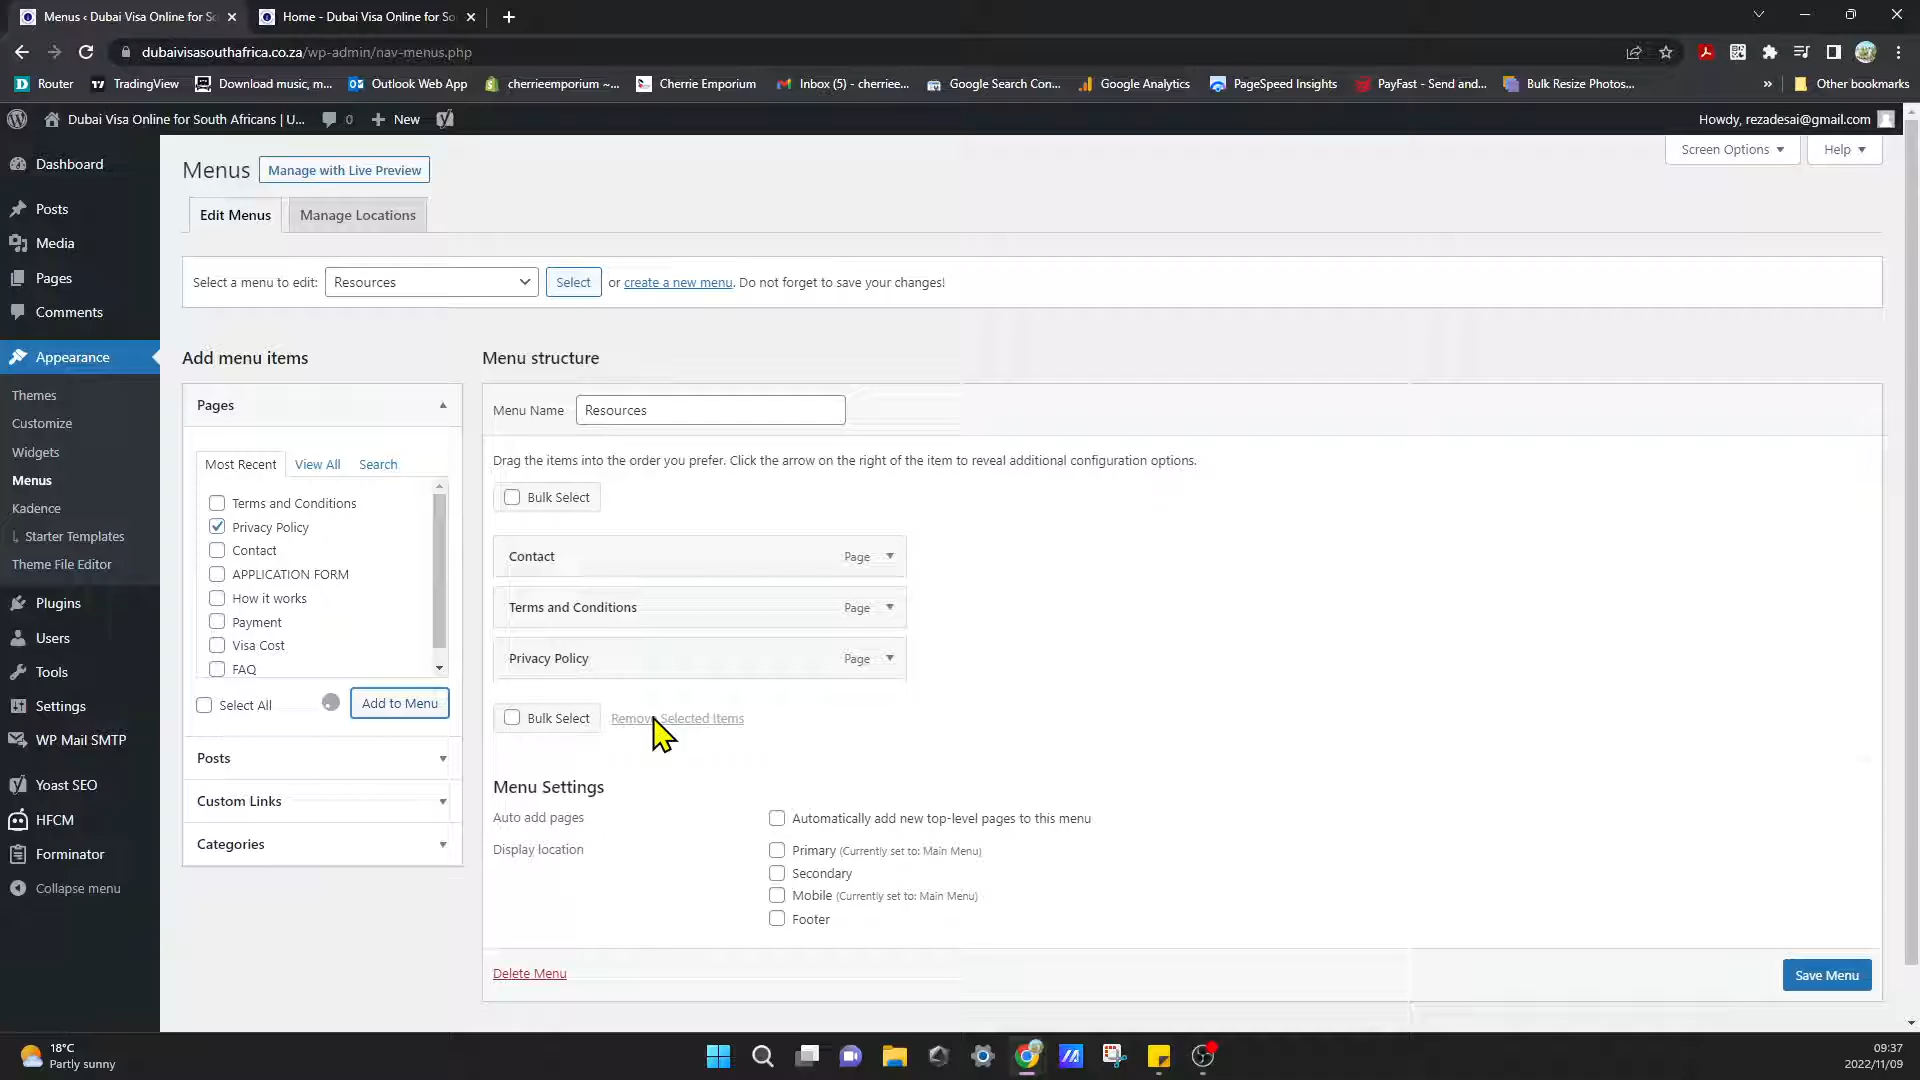 Menus ‹ Dubai Visa Online for So
Home - Dubai Visa Online for So
dubaivisasouthafrica.co.za/wp-admin/nav-menus.php
Router
TradingView
Download music, m...
Outlook Web App
cherrieemporium ~...
Cherrie Emporium
Inbox (5) - cherriee...
Google Search Con...
Google Analytics
PageSpeed Insights
PayFast - Send and...
Bulk Resize Photos...
»
Other bookmarks
Dubai Visa Online for South Africans | U...
0
New
Howdy, rezadesai@gmail.com
Dashboard
Posts
Media
Pages
Comments
Appearance
Themes
Customize
Widgets
Menus
Kadence
Starter Templates
Theme File Editor
Plugins
Users
Tools
Settings
WP Mail SMTP
Yoast SEO
HFCM
Forminator
Collapse menu
Menus
Manage with Live Preview
Screen Options
Help
Edit Menus
Manage Locations
Select a menu to edit:
Resources
Select
or create a new menu. Do not forget to save your changes!
Add menu items
Pages
Most Recent
View All
Search
Terms and Conditions
Privacy Policy
Contact
APPLICATION FORM
How it works
Payment
Visa Cost
FAQ
Select All
Add to Menu
Posts
Custom Links
Categories
Menu structure
Menu Name
Resources
Drag the items into the order you prefer. Click the arrow on the right of the item to reveal additional configuration options.
Bulk Select
Contact
Page
Terms and Conditions
Page
Privacy Policy
Page
Bulk Select
Remove Selected Items
Menu Settings
Auto add pages
Automatically add new top-level pages to this menu
Display location
Primary (Currently set to: Main Menu)
Secondary
Mobile (Currently set to: Main Menu)
Footer
Delete Menu
Save Menu
18°C
Partly sunny
09:37
2022/11/09